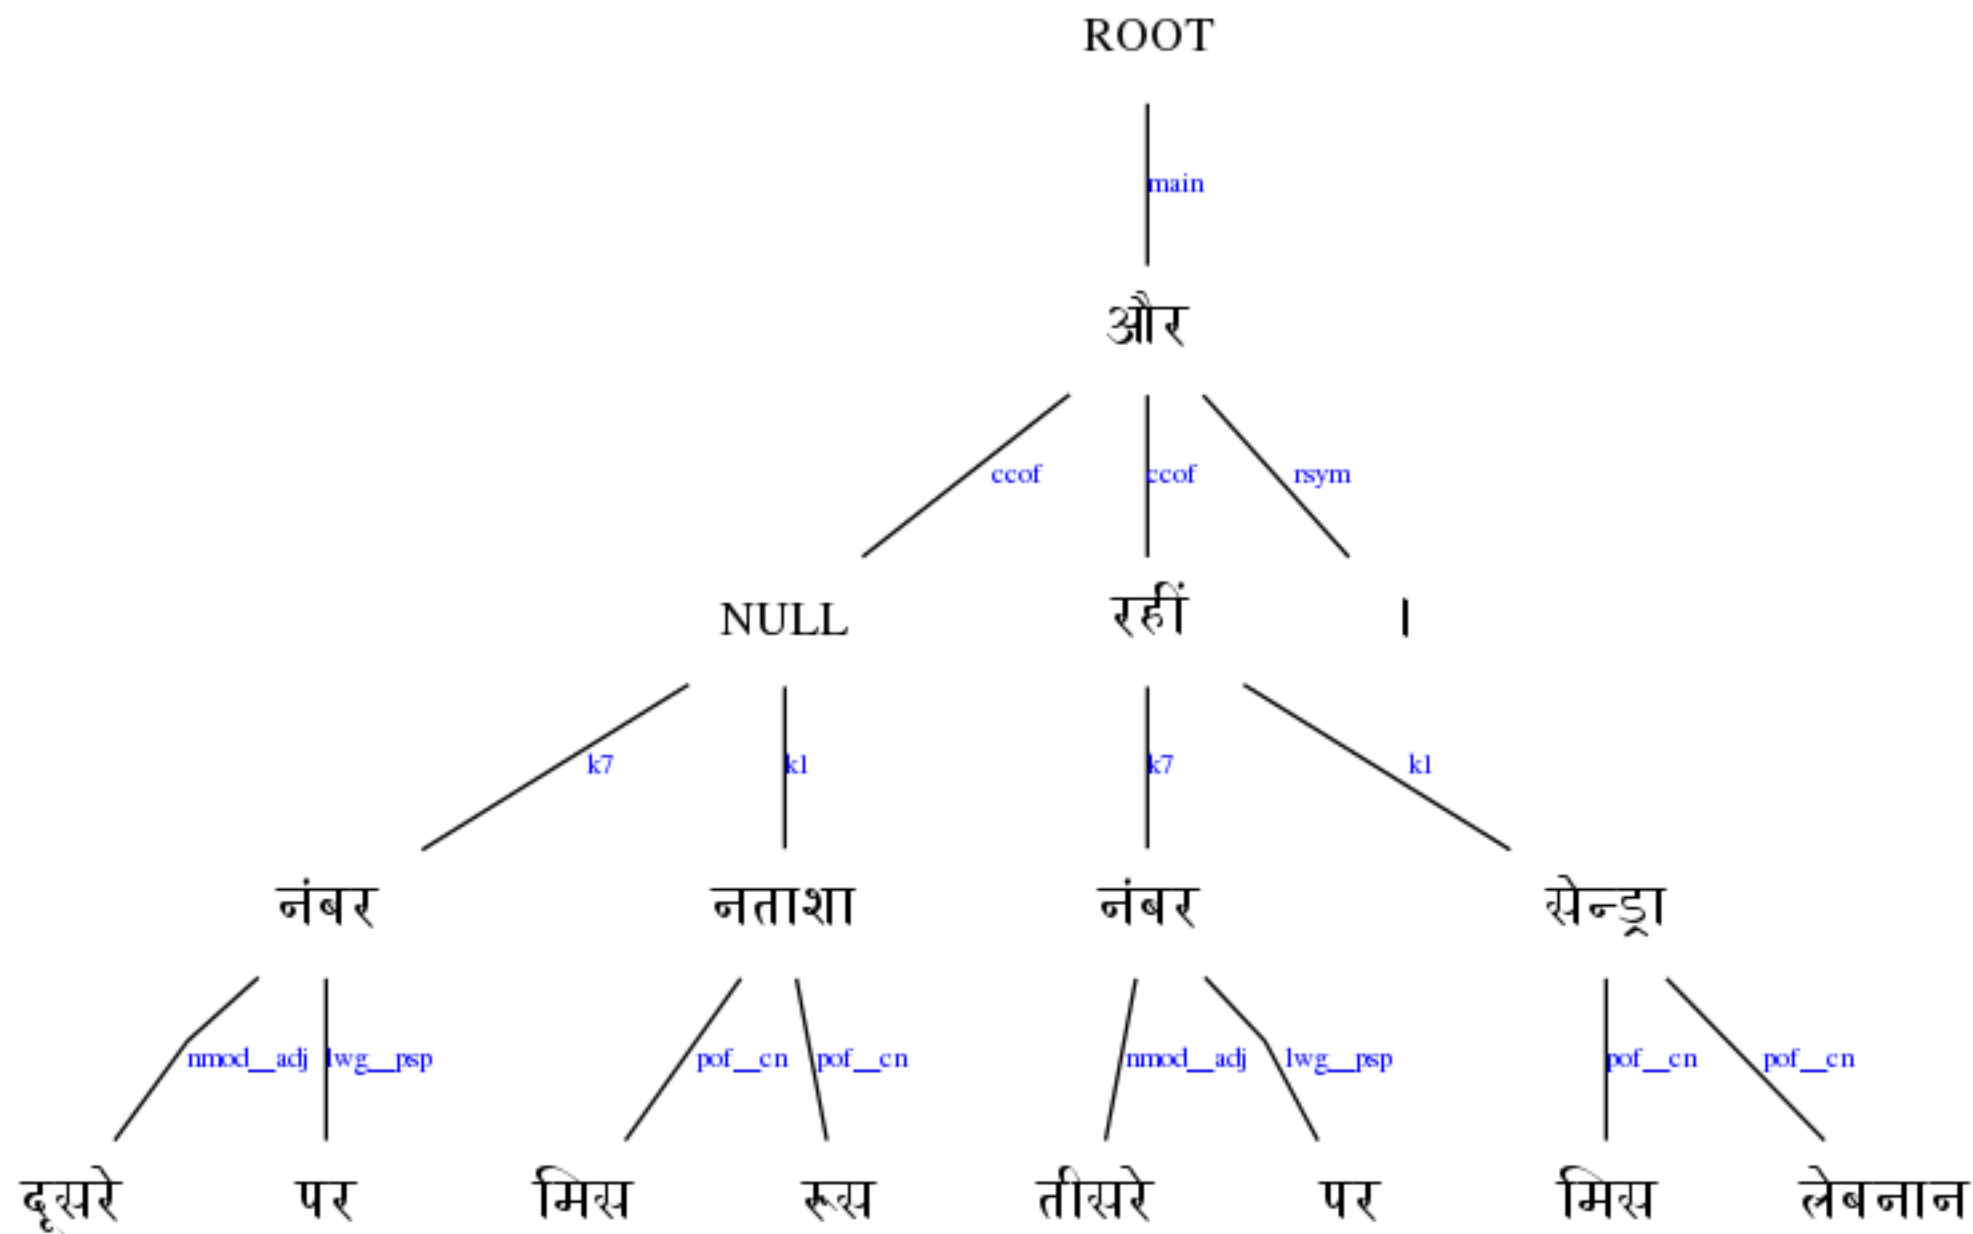 ROOT
main
और
ccof ccof rsym
NULL रहीं ।
k7 k1 k7 k1
नंबर नताशा नंबर सेन्ड्रा
nmod__adj lwg__psp pof__cn pof__cn nmod__adj lwg__psp pof__cn pof__cn
दूसरे पर मिस रूस तीसरे पर मिस लेबनान